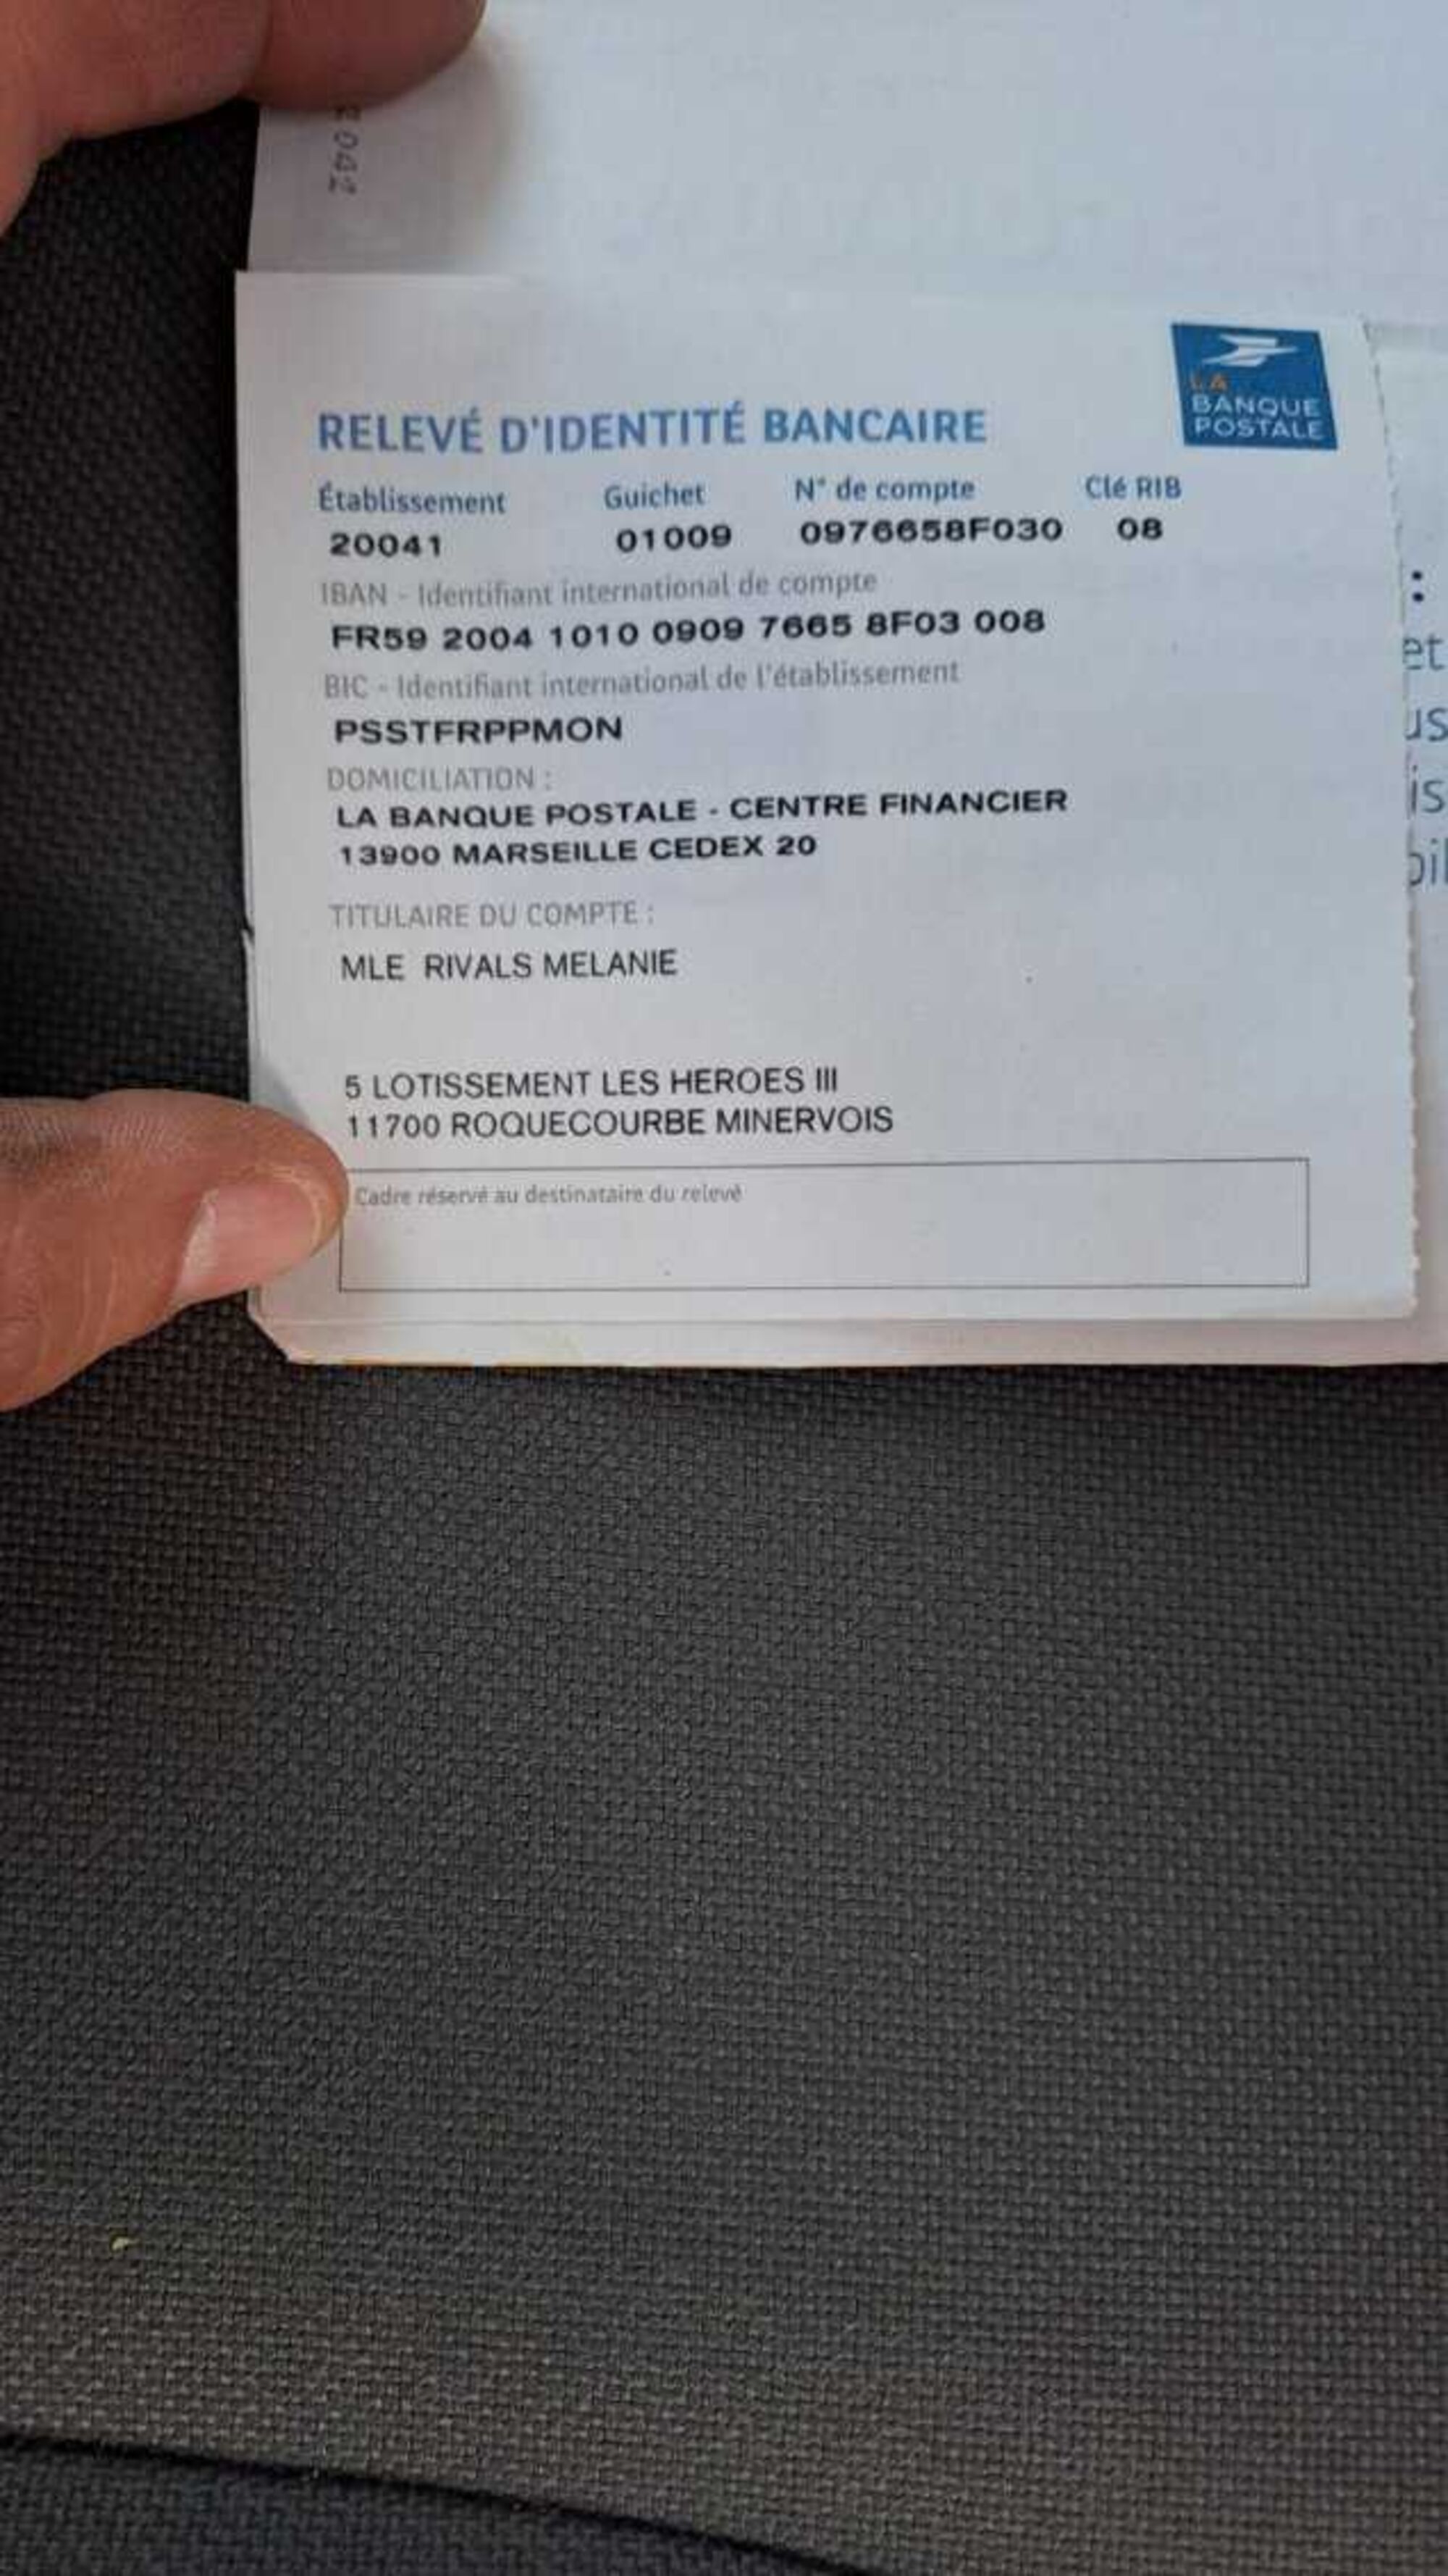 2042
LA
BANQUE
POSTALE
RELEVÉ D'IDENTITÉ BANCAIRE
Établissement Guichet N° de compte Clé RIB
20041 01009 0976658F030 08
IBAN - Identifiant international de compte
FR59 2004 1010 0909 7665 8F03 008
BIC - Identifiant international de l'établissement
PSSTFRPPMON
DOMICILIATION :
LA BANQUE POSTALE - CENTRE FINANCIER
13900 MARSEILLE CEDEX 20
TITULAIRE DU COMPTE :
MLE RIVALS MELANIE
5 LOTISSEMENT LES HEROES III
11700 ROQUECOURBE MINERVOIS
Cadre réservé au destinataire du relevé
:
et